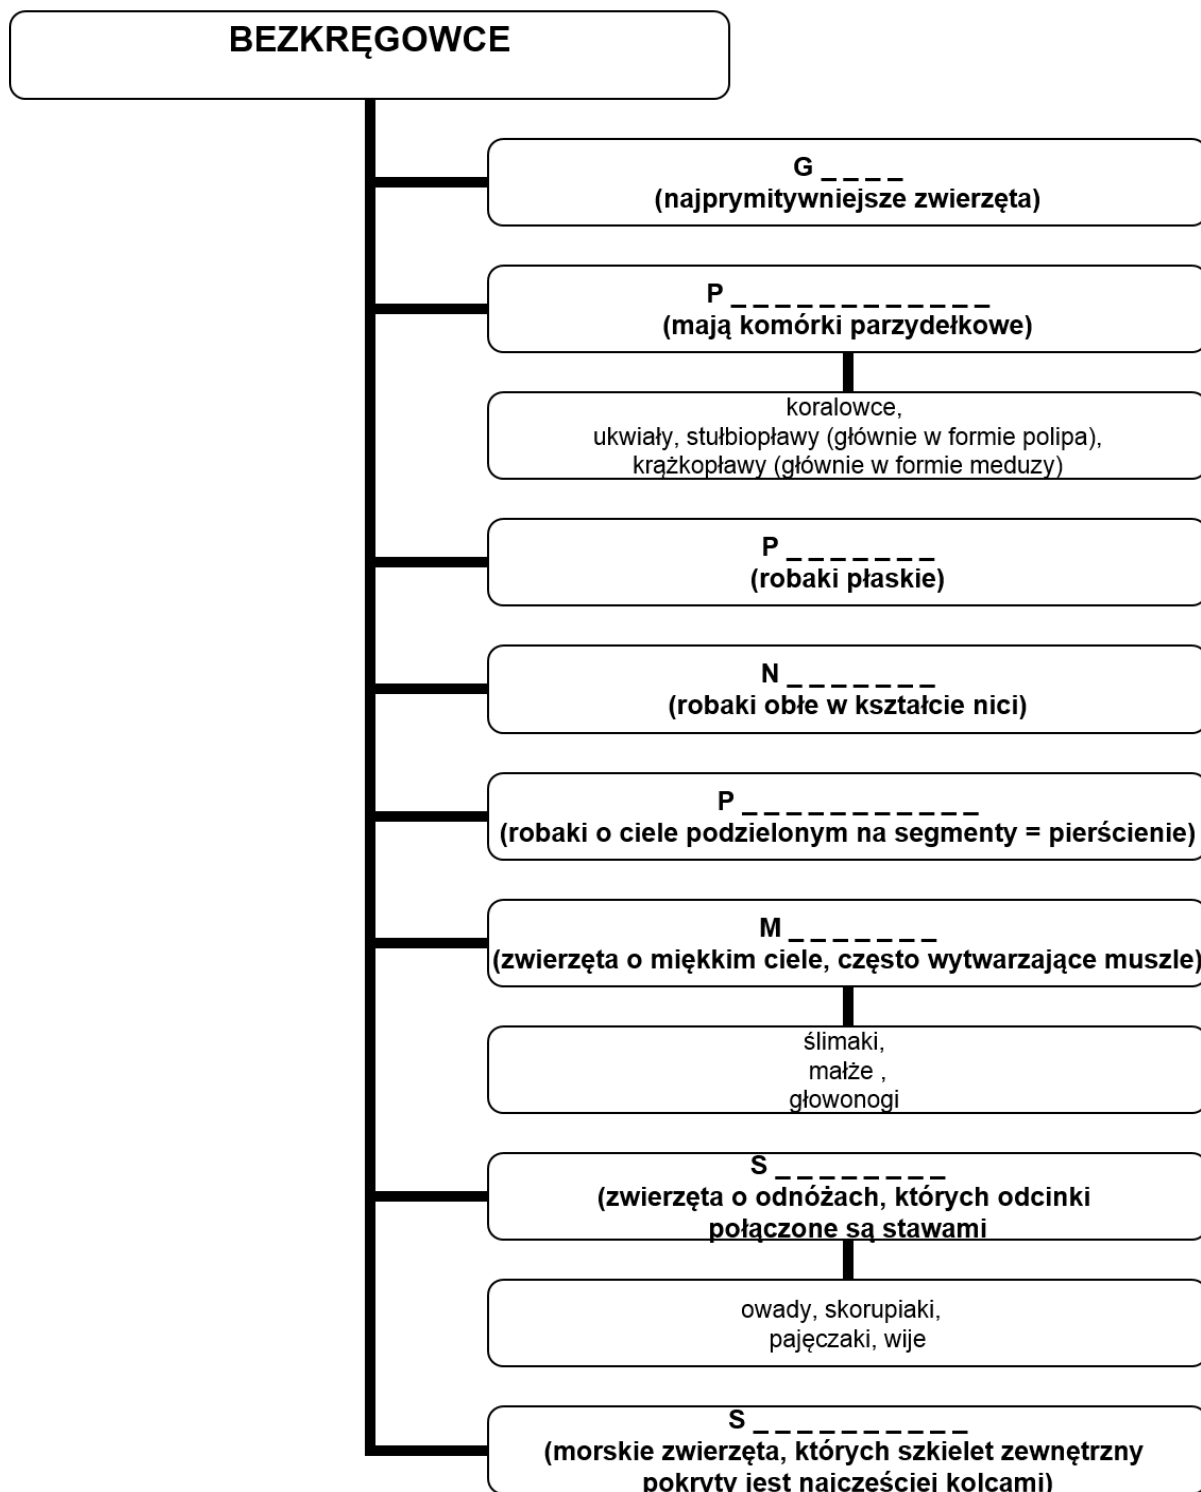 BEZKRĘGOWCE
G _ _ _ _
(najprymitywniejsze zwierzęta)
P _ _ _ _ _ _ _ _ _ _ _ _
(mają komórki parzydełkowe)
koralowce,
ukwiały, stułbiopławy (głównie w formie polipa),
krążkopławy (głównie w formie meduzy)
P _ _ _ _ _ _ _
(robaki płaskie)
N _ _ _ _ _ _ _
(robaki obłe w kształcie nici)
P _ _ _ _ _ _ _ _ _ _ _
(robaki o ciele podzielonym na segmenty = pierścienie)
M _ _ _ _ _ _ _
(zwierzęta o miękkim ciele, często wytwarzające muszle)
ślimaki,
małże ,
głowonogi
S _ _ _ _ _ _ _ _
(zwierzęta o odnóżach, których odcinki
połączone są stawami
owady, skorupiaki,
pajęczaki, wije
S _ _ _ _ _ _ _ _ _ _
(morskie zwierzęta, których szkielet zewnętrzny
pokryty jest najczęściej kolcami)